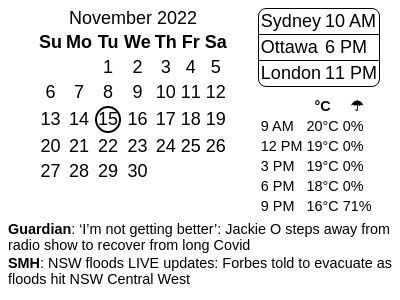 November 2022
Su Mo Tu We Th Fr Sa
1 2 3 4 5
6 7 8 9 10 11 12
13 14 15 16 17 18 19
20 21 22 23 24 25 26
27 28 29 30
Sydney 10 AM
Ottawa 6 PM
London 11 PM
°C ☂
9 AM 20°C 0%
12 PM 19°C 0%
3 PM 19°C 0%
6 PM 18°C 0%
9 PM 16°C 71%
Guardian: ‘I’m not getting better’: Jackie O steps away from
radio show to recover from long Covid
SMH: NSW floods LIVE updates: Forbes told to evacuate as
floods hit NSW Central West